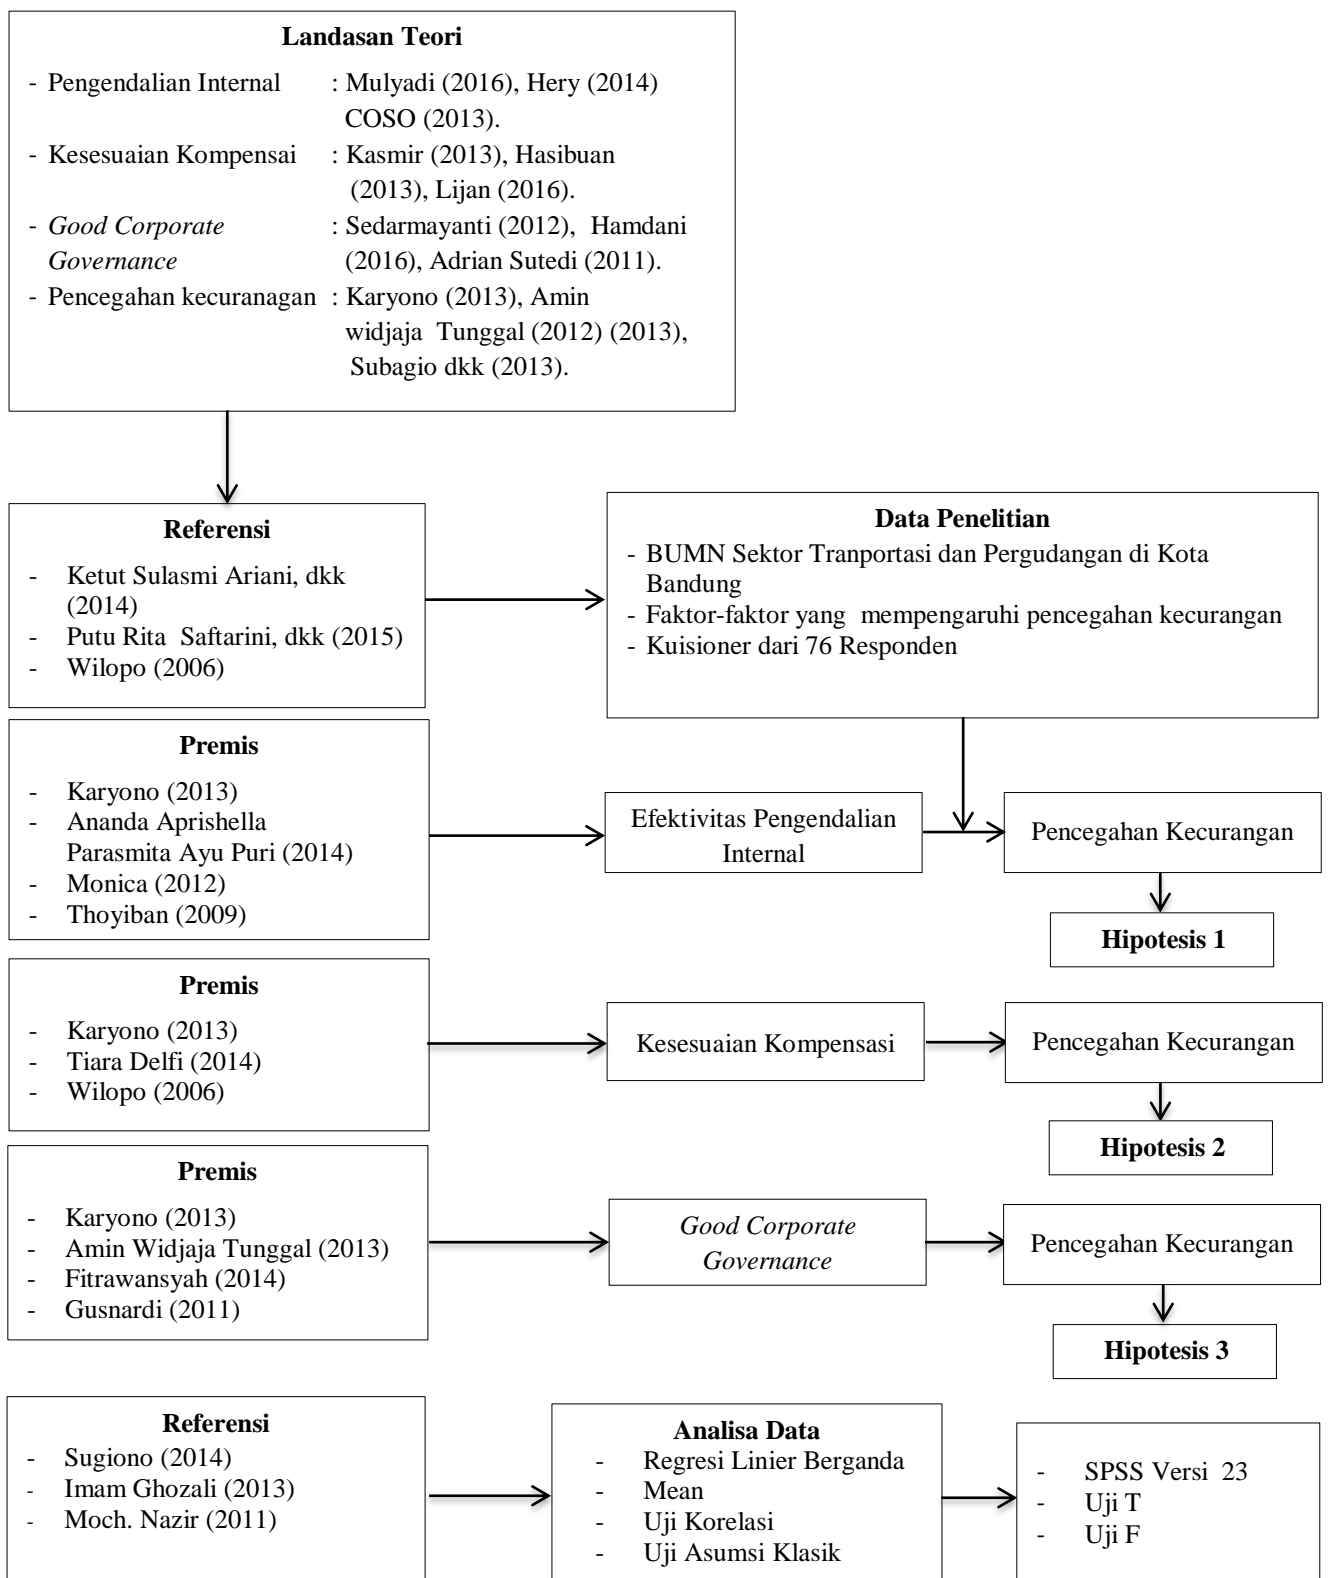 Landasan Teori
- Pengendalian Internal : Mulyadi (2016), Hery (2014)
COSO (2013).
- Kesesuaian Kompensai : Kasmir (2013), Hasibuan
(2013), Lijan (2016).
- Good Corporate : Sedarmayanti (2012), Hamdani
Governance (2016), Adrian Sutedi (2011).
- Pencegahan kecuranagan : Karyono (2013), Amin
widjaja Tunggal (2012) (2013),
Subagio dkk (2013).
Referensi
- Ketut Sulasmi Ariani, dkk
(2014)
- Putu Rita Saftarini, dkk (2015)
- Wilopo (2006)
Data Penelitian
- BUMN Sektor Tranportasi dan Pergudangan di Kota
Bandung
- Faktor-faktor yang mempengaruhi pencegahan kecurangan
- Kuisioner dari 76 Responden
Premis
- Karyono (2013)
- Ananda Aprishella
Parasmita Ayu Puri (2014)
- Monica (2012)
- Thoyiban (2009)
Efektivitas Pengendalian
Internal
Pencegahan Kecurangan
Hipotesis 1
Premis
- Karyono (2013)
- Tiara Delfi (2014)
- Wilopo (2006)
Kesesuaian Kompensasi
Pencegahan Kecurangan
Hipotesis 2
Premis
- Karyono (2013)
- Amin Widjaja Tunggal (2013)
- Fitrawansyah (2014)
- Gusnardi (2011)
Good Corporate
Governance
Pencegahan Kecurangan
Hipotesis 3
Referensi
- Sugiono (2014)
- Imam Ghozali (2013)
- Moch. Nazir (2011)
Analisa Data
- Regresi Linier Berganda
- Mean
- Uji Korelasi
- Uji Asumsi Klasik
- SPSS Versi 23
- Uji T
- Uji F